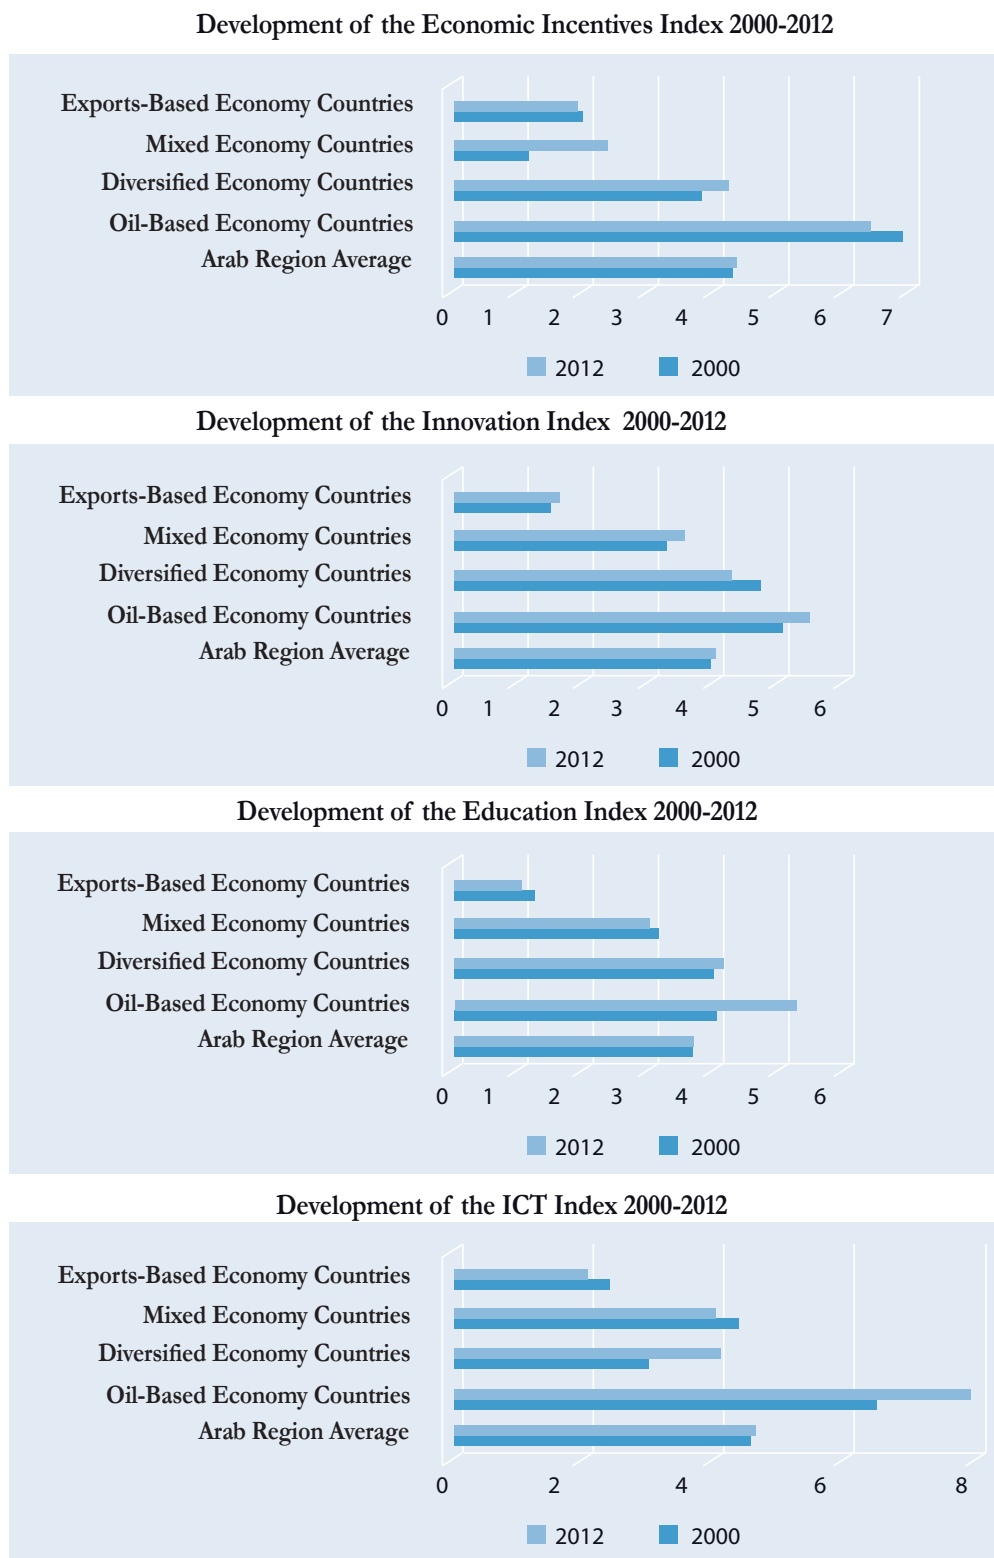 Development of the Economic Incentives Index 2000-2012
Exports-Based Economy Countries
Mixed Economy Countries
Diversified Economy Countries
Oil-Based Economy Countries
Arab Region Average
0 1 2 3 4 5 6 7
2012 2000
Development of the Innovation Index 2000-2012
Exports-Based Economy Countries
Mixed Economy Countries
Diversified Economy Countries
Oil-Based Economy Countries
Arab Region Average
0 1 2 3 4 5 6
2012 2000
Development of the Education Index 2000-2012
Exports-Based Economy Countries
Mixed Economy Countries
Diversified Economy Countries
Oil-Based Economy Countries
Arab Region Average
0 1 2 3 4 5 6
2012 2000
Development of the ICT Index 2000-2012
Exports-Based Economy Countries
Mixed Economy Countries
Diversified Economy Countries
Oil-Based Economy Countries
Arab Region Average
0 2 4 6 8
2012 2000